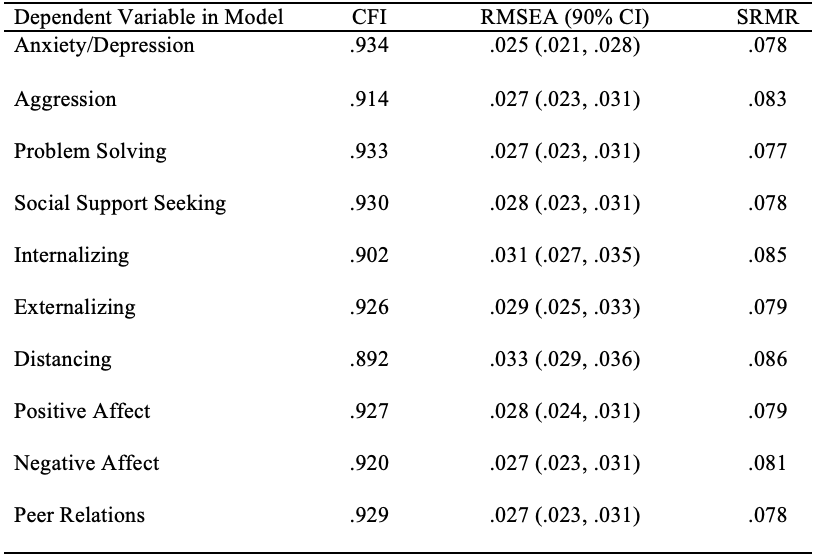 Dependent Variable in Model CFI RMSEA (90% CI) SRMR
Anxiety/Depression .934 .025 (.021, .028) .078
Aggression .914 .027 (.023, .031) .083
Problem Solving .933 .027 (.023, .031) .077
Social Support Seeking .930 .028 (.023, .031) .078
Internalizing .902 .031 (.027, .035) .085
Externalizing .926 .029 (.025, .033) .079
Distancing .892 .033 (.029, .036) .086
Positive Affect .927 .028 (.024, .031) .079
Negative Affect .920 .027 (.023, .031) .081
Peer Relations .929 .027 (.023, .031) .078